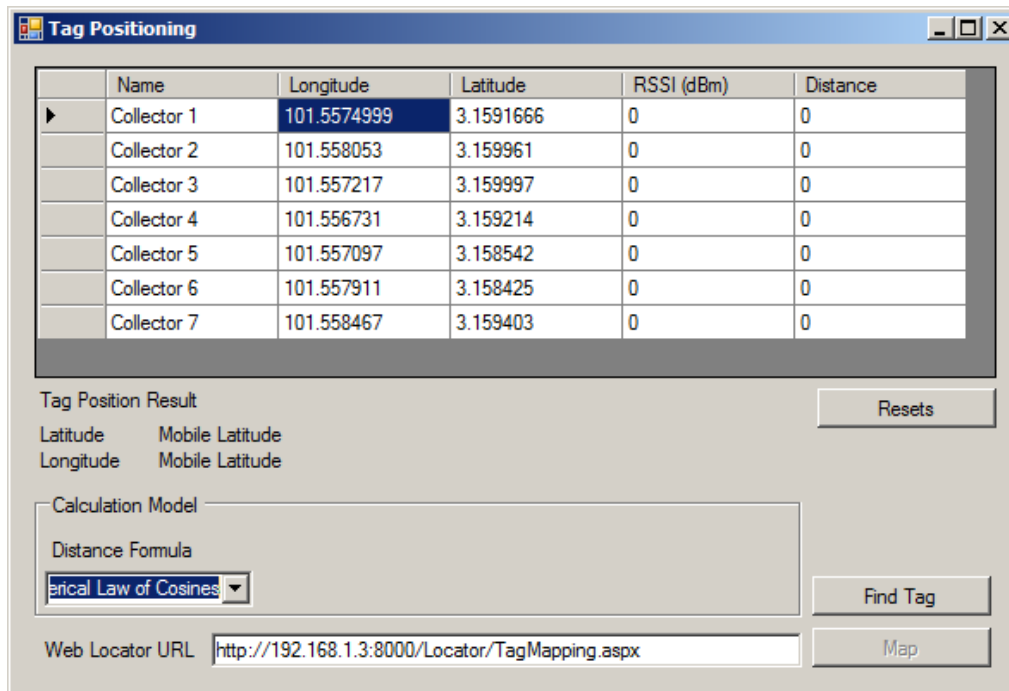 Tag Positioning
Name Longitude Latitude RSSI (dBm) Distance
Collector 1 101.5574999 3.1591666 0 0
Collector 2 101.558053 3.159961 0 0
Collector 3 101.557217 3.159997 0 0
Collector 4 101.556731 3.159214 0 0
Collector 5 101.557097 3.158542 0 0
Collector 6 101.557911 3.158425 0 0
Collector 7 101.558467 3.159403 0 0
Tag Position Result
Resets
Latitude Mobile Latitude
Longitude Mobile Latitude
Calculation Model
Distance Formula
erical Law of Cosines
Find Tag
Web Locator URL http://192.168.1.3:8000/Locator/TagMapping.aspx
Map